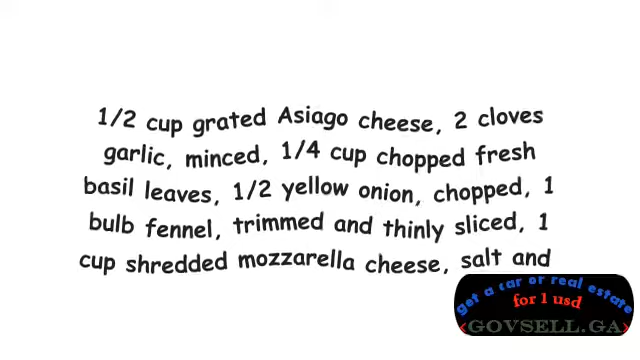 1/2 cup grated Asiago cheese, 2 cloves
garlic, minced, 1/4 cup chopped fresh
basil leaves, 1/2 yellow onion, chopped, 1
bulb fennel, trimmed and thinly sliced, 1
cup shredded mozzarella cheese, salt and
get a car or real estate
for 1 usd
<GOVSELL.GA>